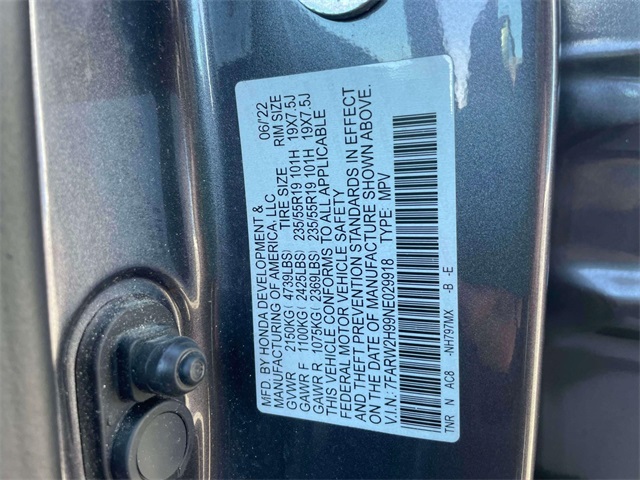 MFD. BY HONDA DEVELOPMENT & 06/'22
MANUFACTURING OF AMERICA, LLC
TIRE SIZE RIM SIZE
GVWR 2150KG( 4739LBS)
GAWR F 1100KG( 2425LBS) 235/55R19 101H 19X7.5J
GAWR R 1075KG( 2369LBS) 235/55R19 101H 19X7.5J
THIS VEHICLE CONFORMS TO ALL APPLICABLE
FEDERAL MOTOR VEHICLE SAFETY
AND THEFT PREVENTION STANDARDS IN EFFECT
ON THE DATE OF MANUFACTURE SHOWN ABOVE.
V.I.N.: 7FARW2H99NE029918 TYPE: MPV
TNR N AC8 -NH797MX -B -E